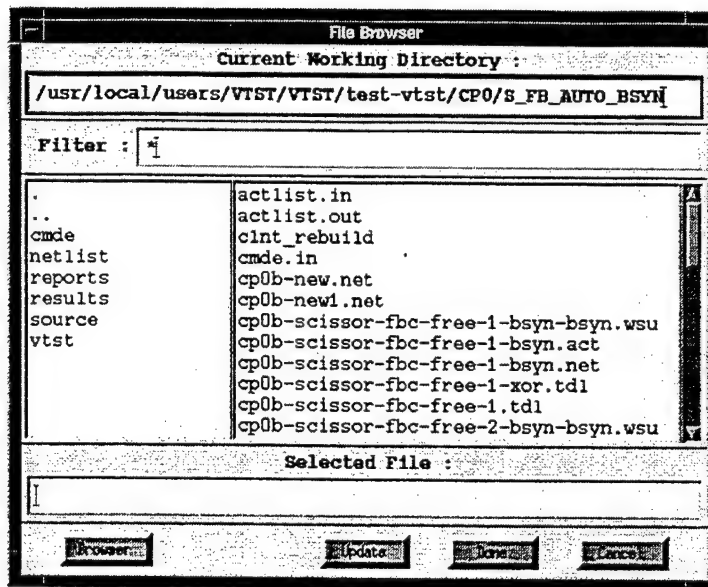 File Browser
Current Working Directory :
/usr/local/users/VTST/VTST/test-vtst/CP0/S_FB_AUTO_BSYN
Filter : *
.
..
cmde
netlist
reports
results
source
vtst
actlist.in
actlist.out
clnt_rebuild
cmde.in
cp0b-new.net
cp0b-new1.net
cp0b-scissor-fbc-free-1-bsyn-bsyn.wsu
cp0b-scissor-fbc-free-1-bsyn.act
cp0b-scissor-fbc-free-1-bsyn.net
cp0b-scissor-fbc-free-1-xor.tdl
cp0b-scissor-fbc-free-1.tdl
cp0b-scissor-fbc-free-2-bsyn-bsyn.wsu
Selected File :
Browser
Update
Done
Cancel